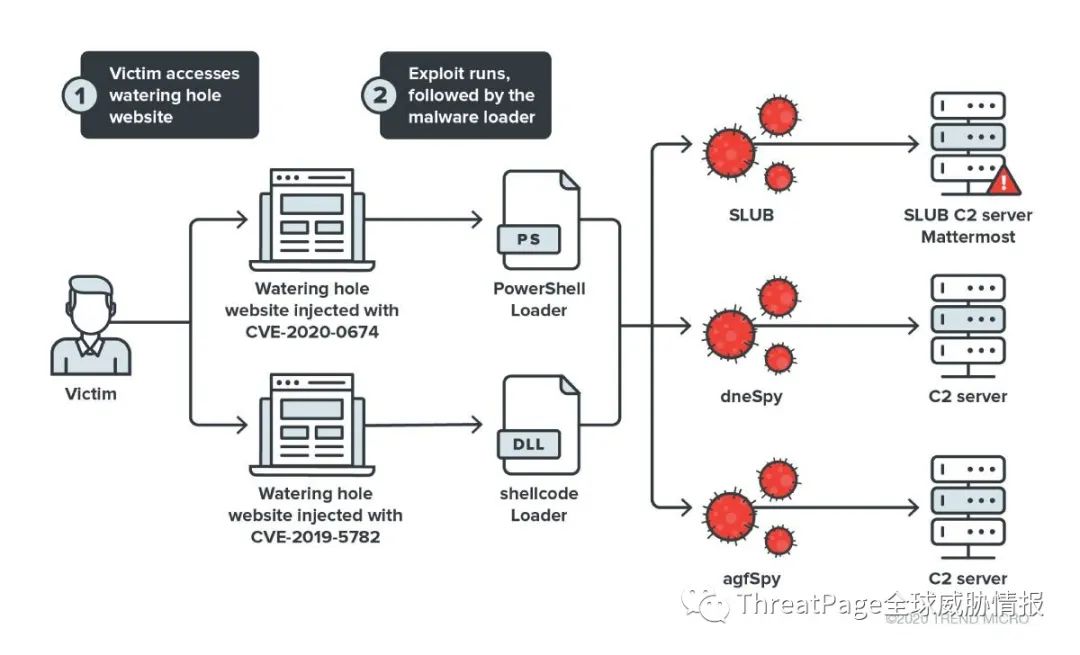 1
Victim accesses
watering hole
website
2
Exploit runs,
followed by the
malware loader
Victim
Watering hole
website injected with
CVE-2020-0674
PS
PowerShell
Loader
Watering hole
website injected with
CVE-2019-5782
DLL
shellcode
Loader
SLUB
!
SLUB C2 server
Mattermost
dneSpy
C2 server
agfSpy
C2 server
ThreatPage全球威胁情报
©2020 TREND MICRO